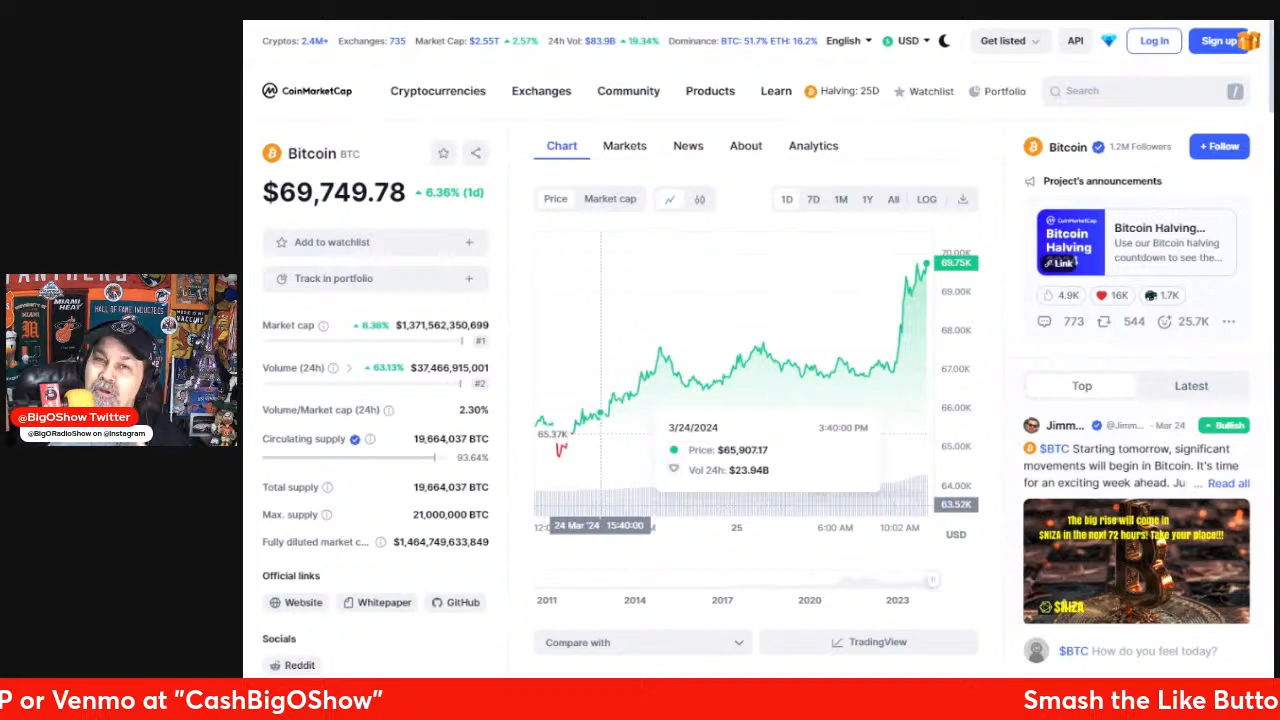 Cryptos: 2.4M+ Exchanges: 735 Market Cap: $2.55T 2.57% 24h Vol: $83.9B 19.34% Dominance: BTC: 51.7% ETH: 16.2% English USD Get listed API Log In Sign up
CoinMarketCap Cryptocurrencies Exchanges Community Products Learn Halving: 25D Watchlist Portfolio Search /
Bitcoin BTC
$69,749.78 6.36% (1d)
Add to watchlist +
Track in portfolio +
Market cap 6.36% $1,371,562,350,699
#1
Volume (24h) 63.13% $37,466,915,001
#2
Volume/Market cap (24h) 2.30%
Circulating supply 19,664,037 BTC
93.64%
Total supply 19,664,037 BTC
Max. supply 21,000,000 BTC
Fully diluted market c... $1,464,749,633,849
Official links
Website Whitepaper GitHub
Socials
Reddit
Chart Markets News About Analytics
Price Market cap 1D 7D 1M 1Y All LOG
70.00K
69.75K
69.00K
68.00K
67.00K
66.00K
65.00K
64.00K
63.52K
USD
65.37K
3/24/2024 3:40:00 PM
Price: $65,907.17
Vol 24h: $23.94B
24 Mar '24 15:40:00 25 6:00 AM 10:02 AM
2011 2014 2017 2020 2023
Compare with TradingView
Bitcoin 1.2M Followers + Follow
Project's announcements
CoinMarketCap
Bitcoin
Halving
Link
Bitcoin Halving...
Use our Bitcoin halving
countdown to see the...
4.9K 16K 1.7K
773 544 25.7K
Top Latest
Jimm... @Jimm... · Mar 24 Bullish
$BTC Starting tomorrow, significant
movements will begin in Bitcoin. It's time
for an exciting week ahead. Ju ... Read all
The big rise will come in
$NIZA in the next 72 hours! Take your place!!!
$NIZA
$BTC How do you feel today?
MIAMI
HEAT
HALL OF FAME INDUCTEES
VACCINE
@BigOShow Twitter
@BigORadioShow on @Instagram
P or Venmo at "CashBigOShow"
Smash the Like Butto